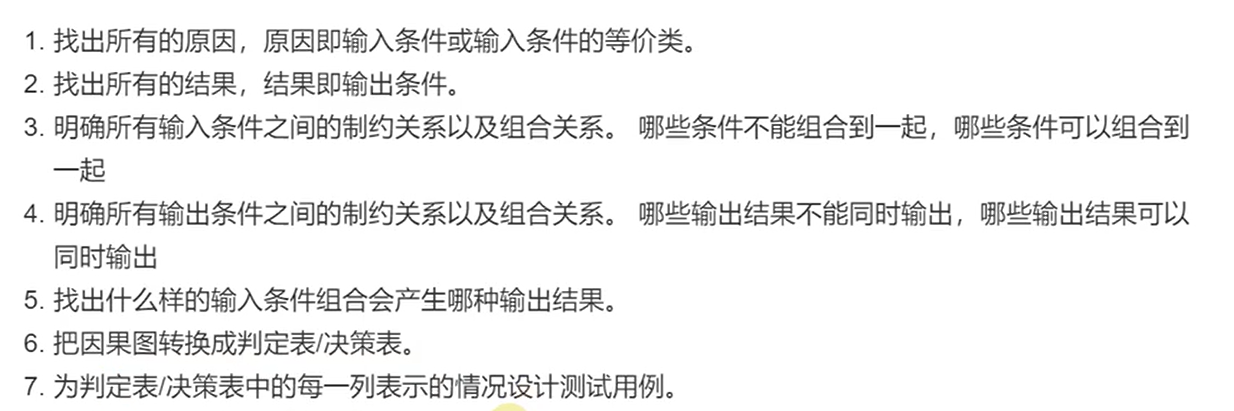 1. 找出所有的原因，原因即输入条件或输入条件的等价类。
2. 找出所有的结果，结果即输出条件。
3. 明确所有输入条件之间的制约关系以及组合关系。 哪些条件不能组合到一起，哪些条件可以组合到
一起
4. 明确所有输出条件之间的制约关系以及组合关系。 哪些输出结果不能同时输出，哪些输出结果可以
同时输出
5. 找出什么样的输入条件组合会产生哪种输出结果。
6. 把因果图转换成判定表/决策表。
7. 为判定表/决策表中的每一列表示的情况设计测试用例。